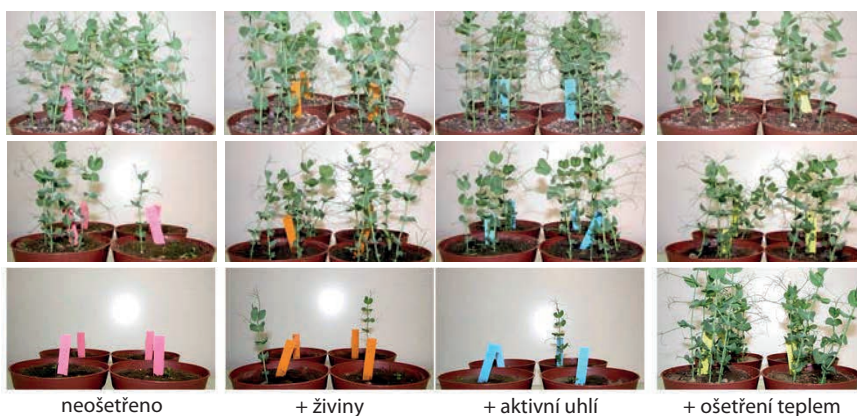 neošetřeno + živiny + aktivní uhlí + ošetření teplem